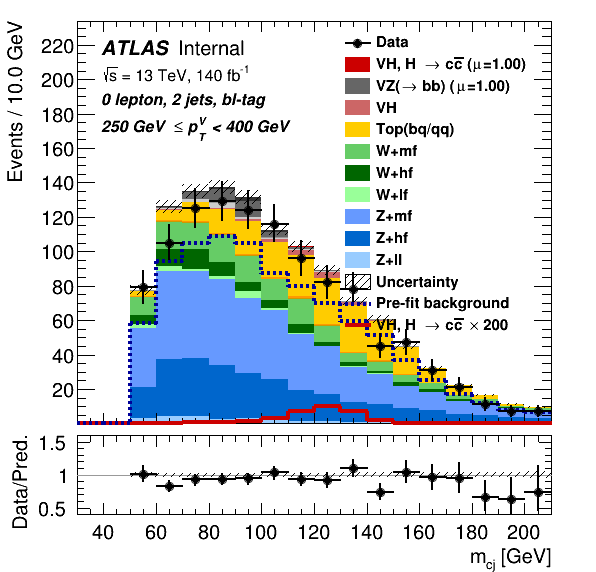 ATLAS Internal
√s = 13 TeV, 140 fb⁻¹
0 lepton, 2 jets, bl-tag
250 GeV ≤ p_T^V < 400 GeV
Data
VH, H → cc̅ (μ=1.00)
VZ(→ bb) (μ=1.00)
VH
Top(bq/qq)
W+mf
W+hf
W+lf
Z+mf
Z+hf
Z+ll
Uncertainty
Pre-fit background
VH, H → cc̅ × 200
Events / 10.0 GeV
220
200
180
160
140
120
100
80
60
40
20
Data/Pred.
1.5
1
0.5
40 60 80 100 120 140 160 180 200
m_cj [GeV]